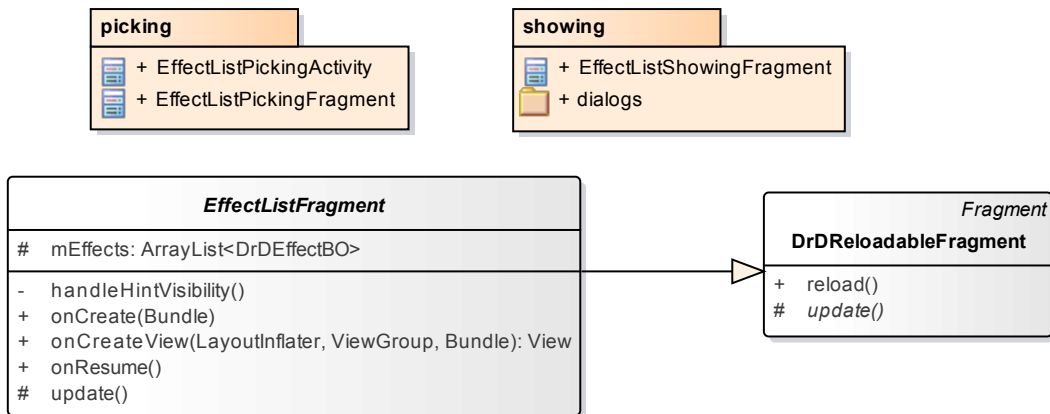 picking
+ EffectListPickingActivity
+ EffectListPickingFragment
showing
+ EffectListShowingFragment
+ dialogs
EffectListFragment
# mEffects: ArrayList<DrDEffectBO>
- handleHintVisibility()
+ onCreate(Bundle)
+ onCreateView(LayoutInflater, ViewGroup, Bundle): View
+ onResume()
# update()
Fragment
DrDReloadableFragment
+ reload()
# update()